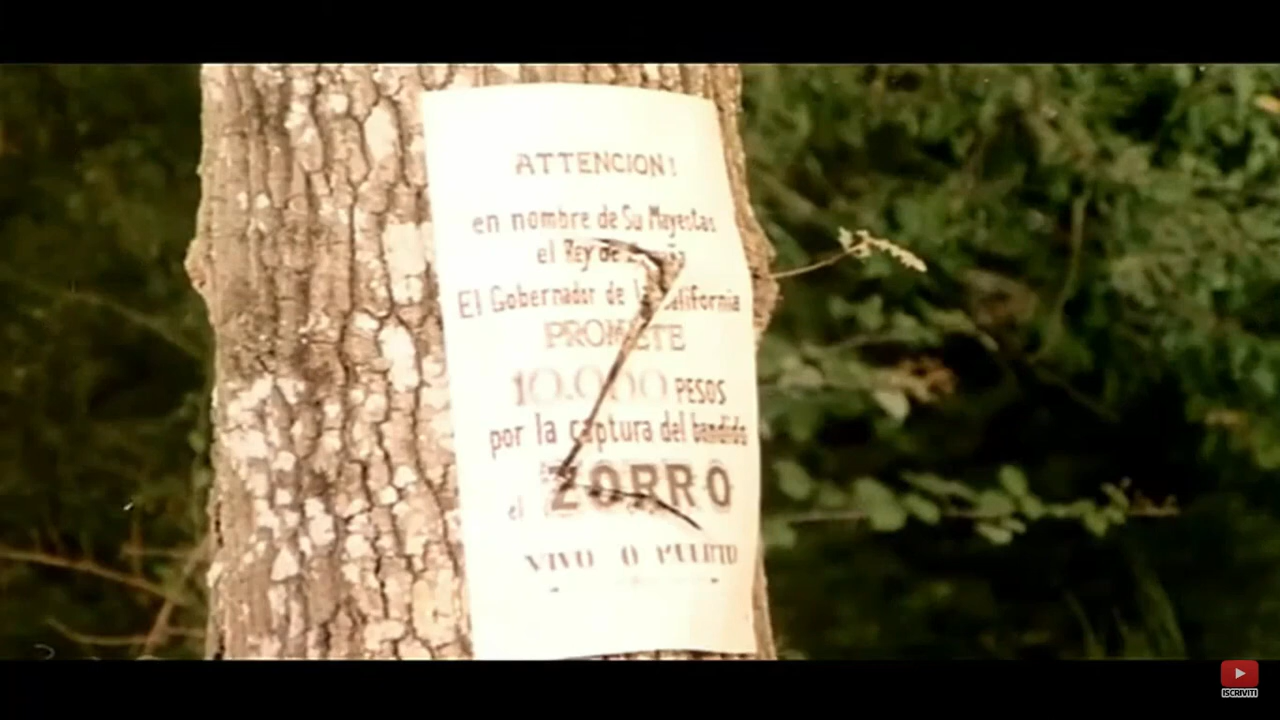 ATTENCION!
en nombre de Su Mayestas
el Rey de
El Gobernador de la California
PROMETE
10.000 PESOS
por la captura del bandido
el ZORRO
VIVO O
ISCRIVITI